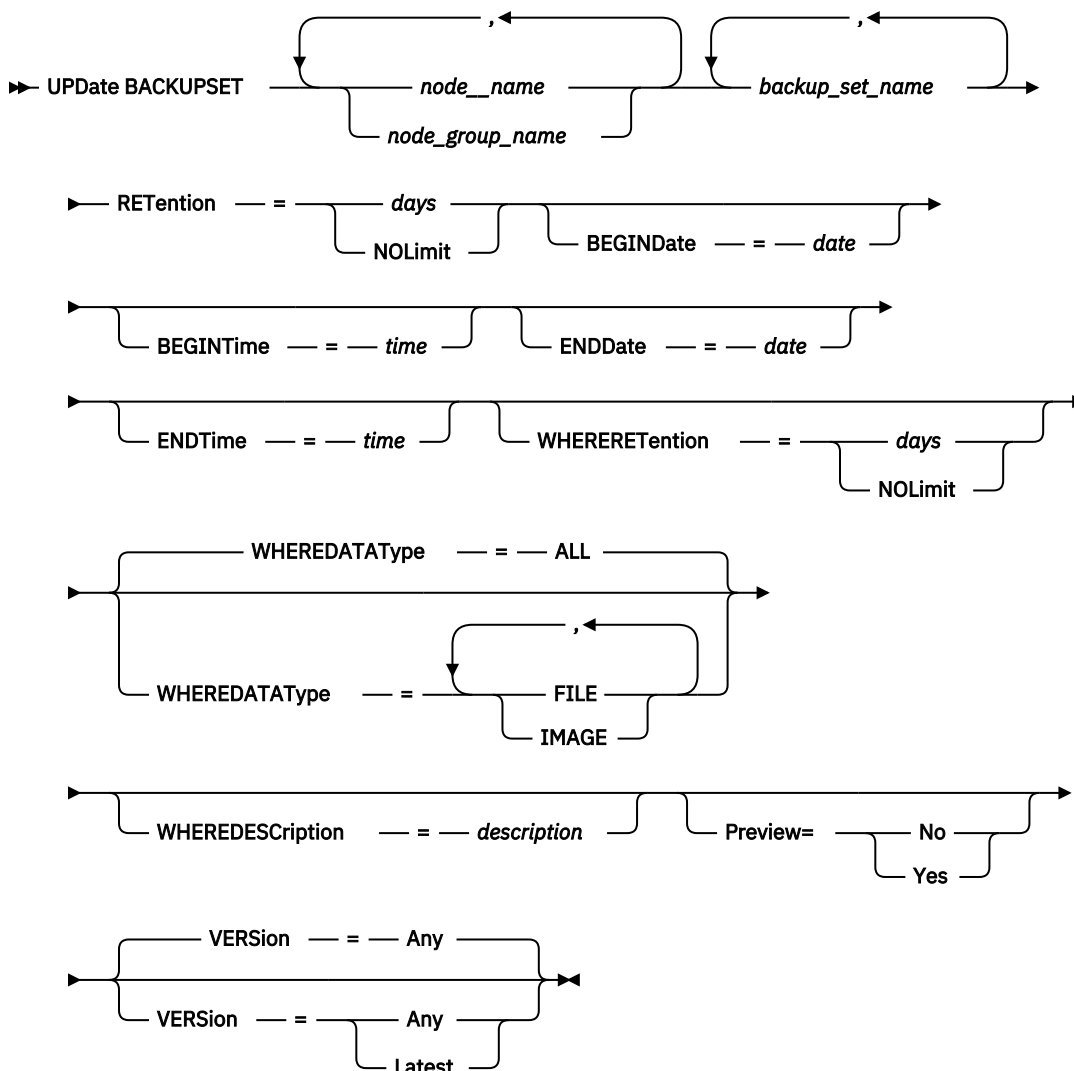 ,
,
UPDate BACKUPSET node__name backup_set_name
node_group_name
RETention = days
NOLimit
BEGINDate = date
BEGINTime = time ENDDate = date
ENDTime = time WHERERETention = days
NOLimit
WHEREDATAType = ALL
,
WHEREDATAType = FILE
IMAGE
WHEREDESCription = description Preview= No
Yes
VERSion = Any
VERSion = Any
Latest